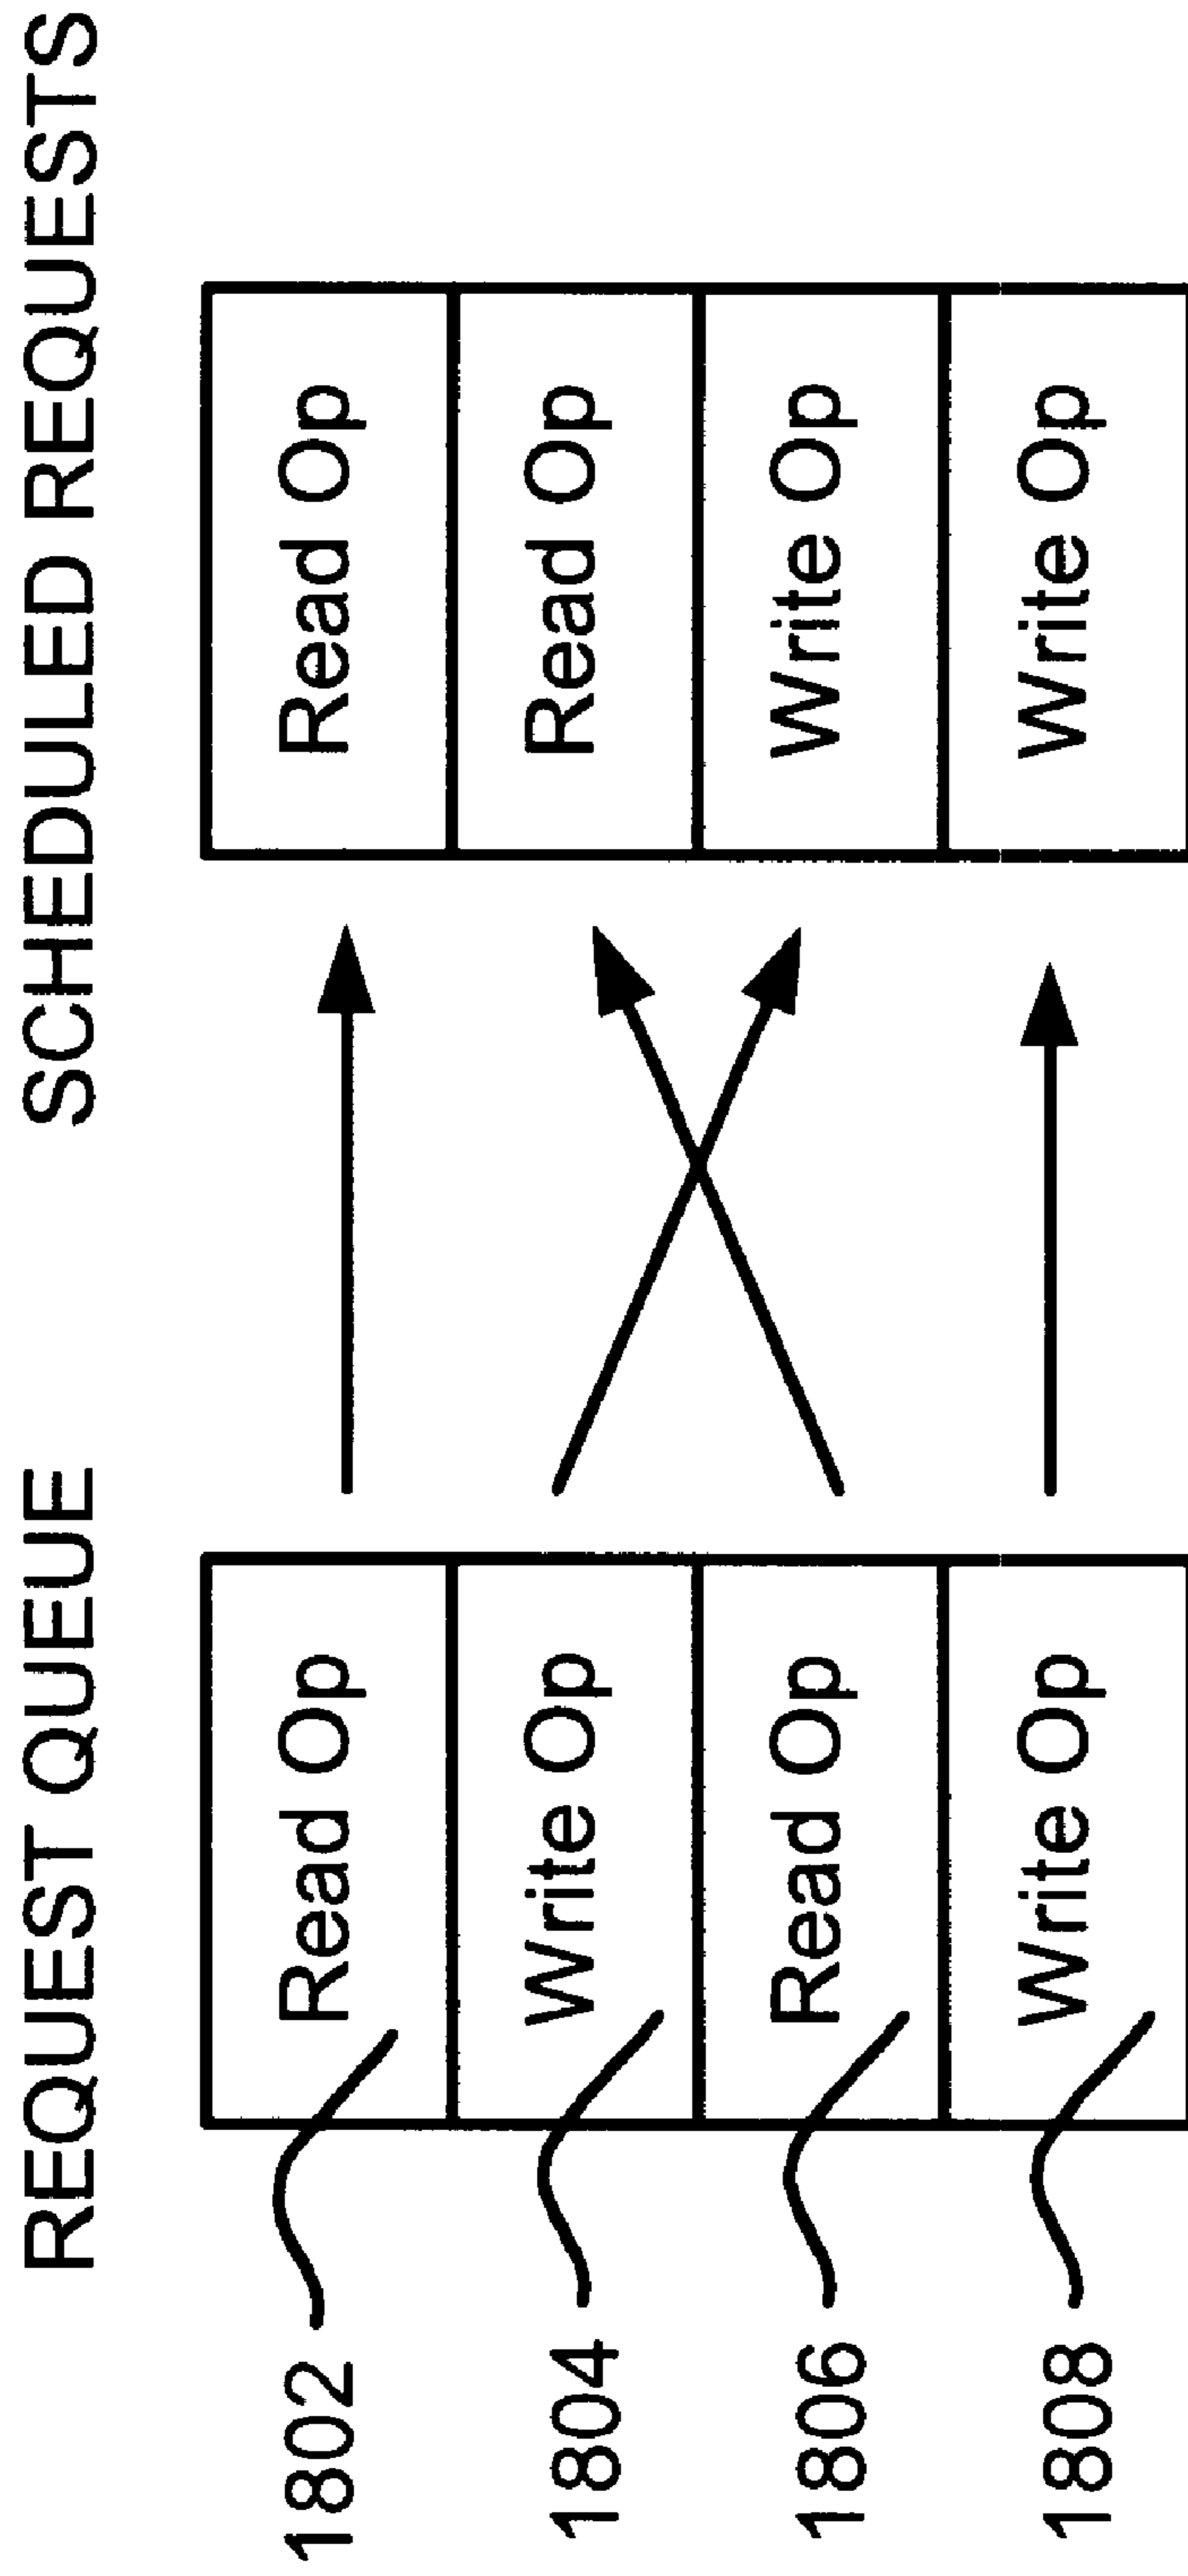 REQUEST QUEUE
SCHEDULED REQUESTS
1802
Read Op
Read Op
1804
Write Op
Read Op
1806
Read Op
Write Op
1808
Write Op
Write Op